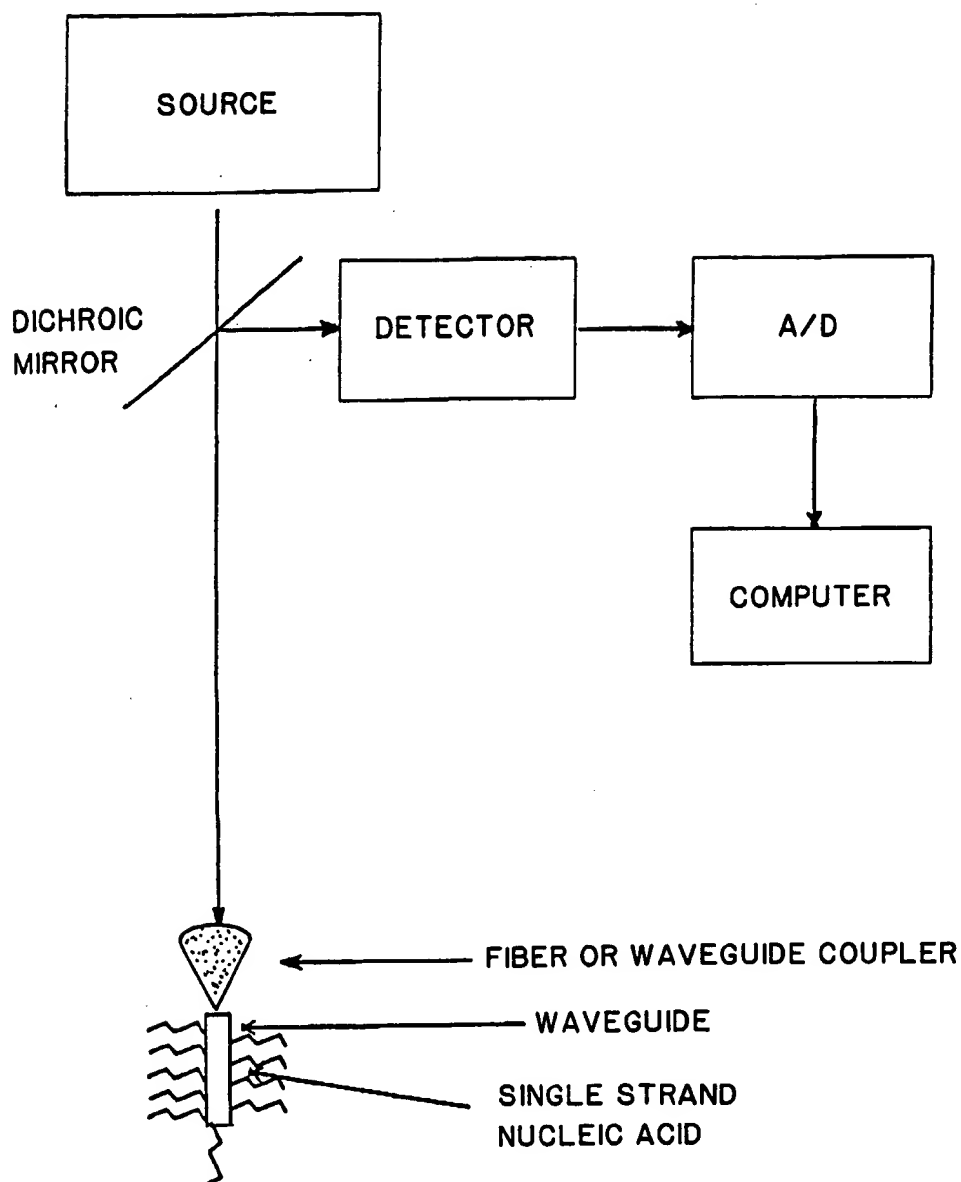 SOURCE
DICHROIC
MIRROR
DETECTOR
A/D
COMPUTER
FIBER OR WAVEGUIDE COUPLER
WAVEGUIDE
SINGLE STRAND
NUCLEIC ACID